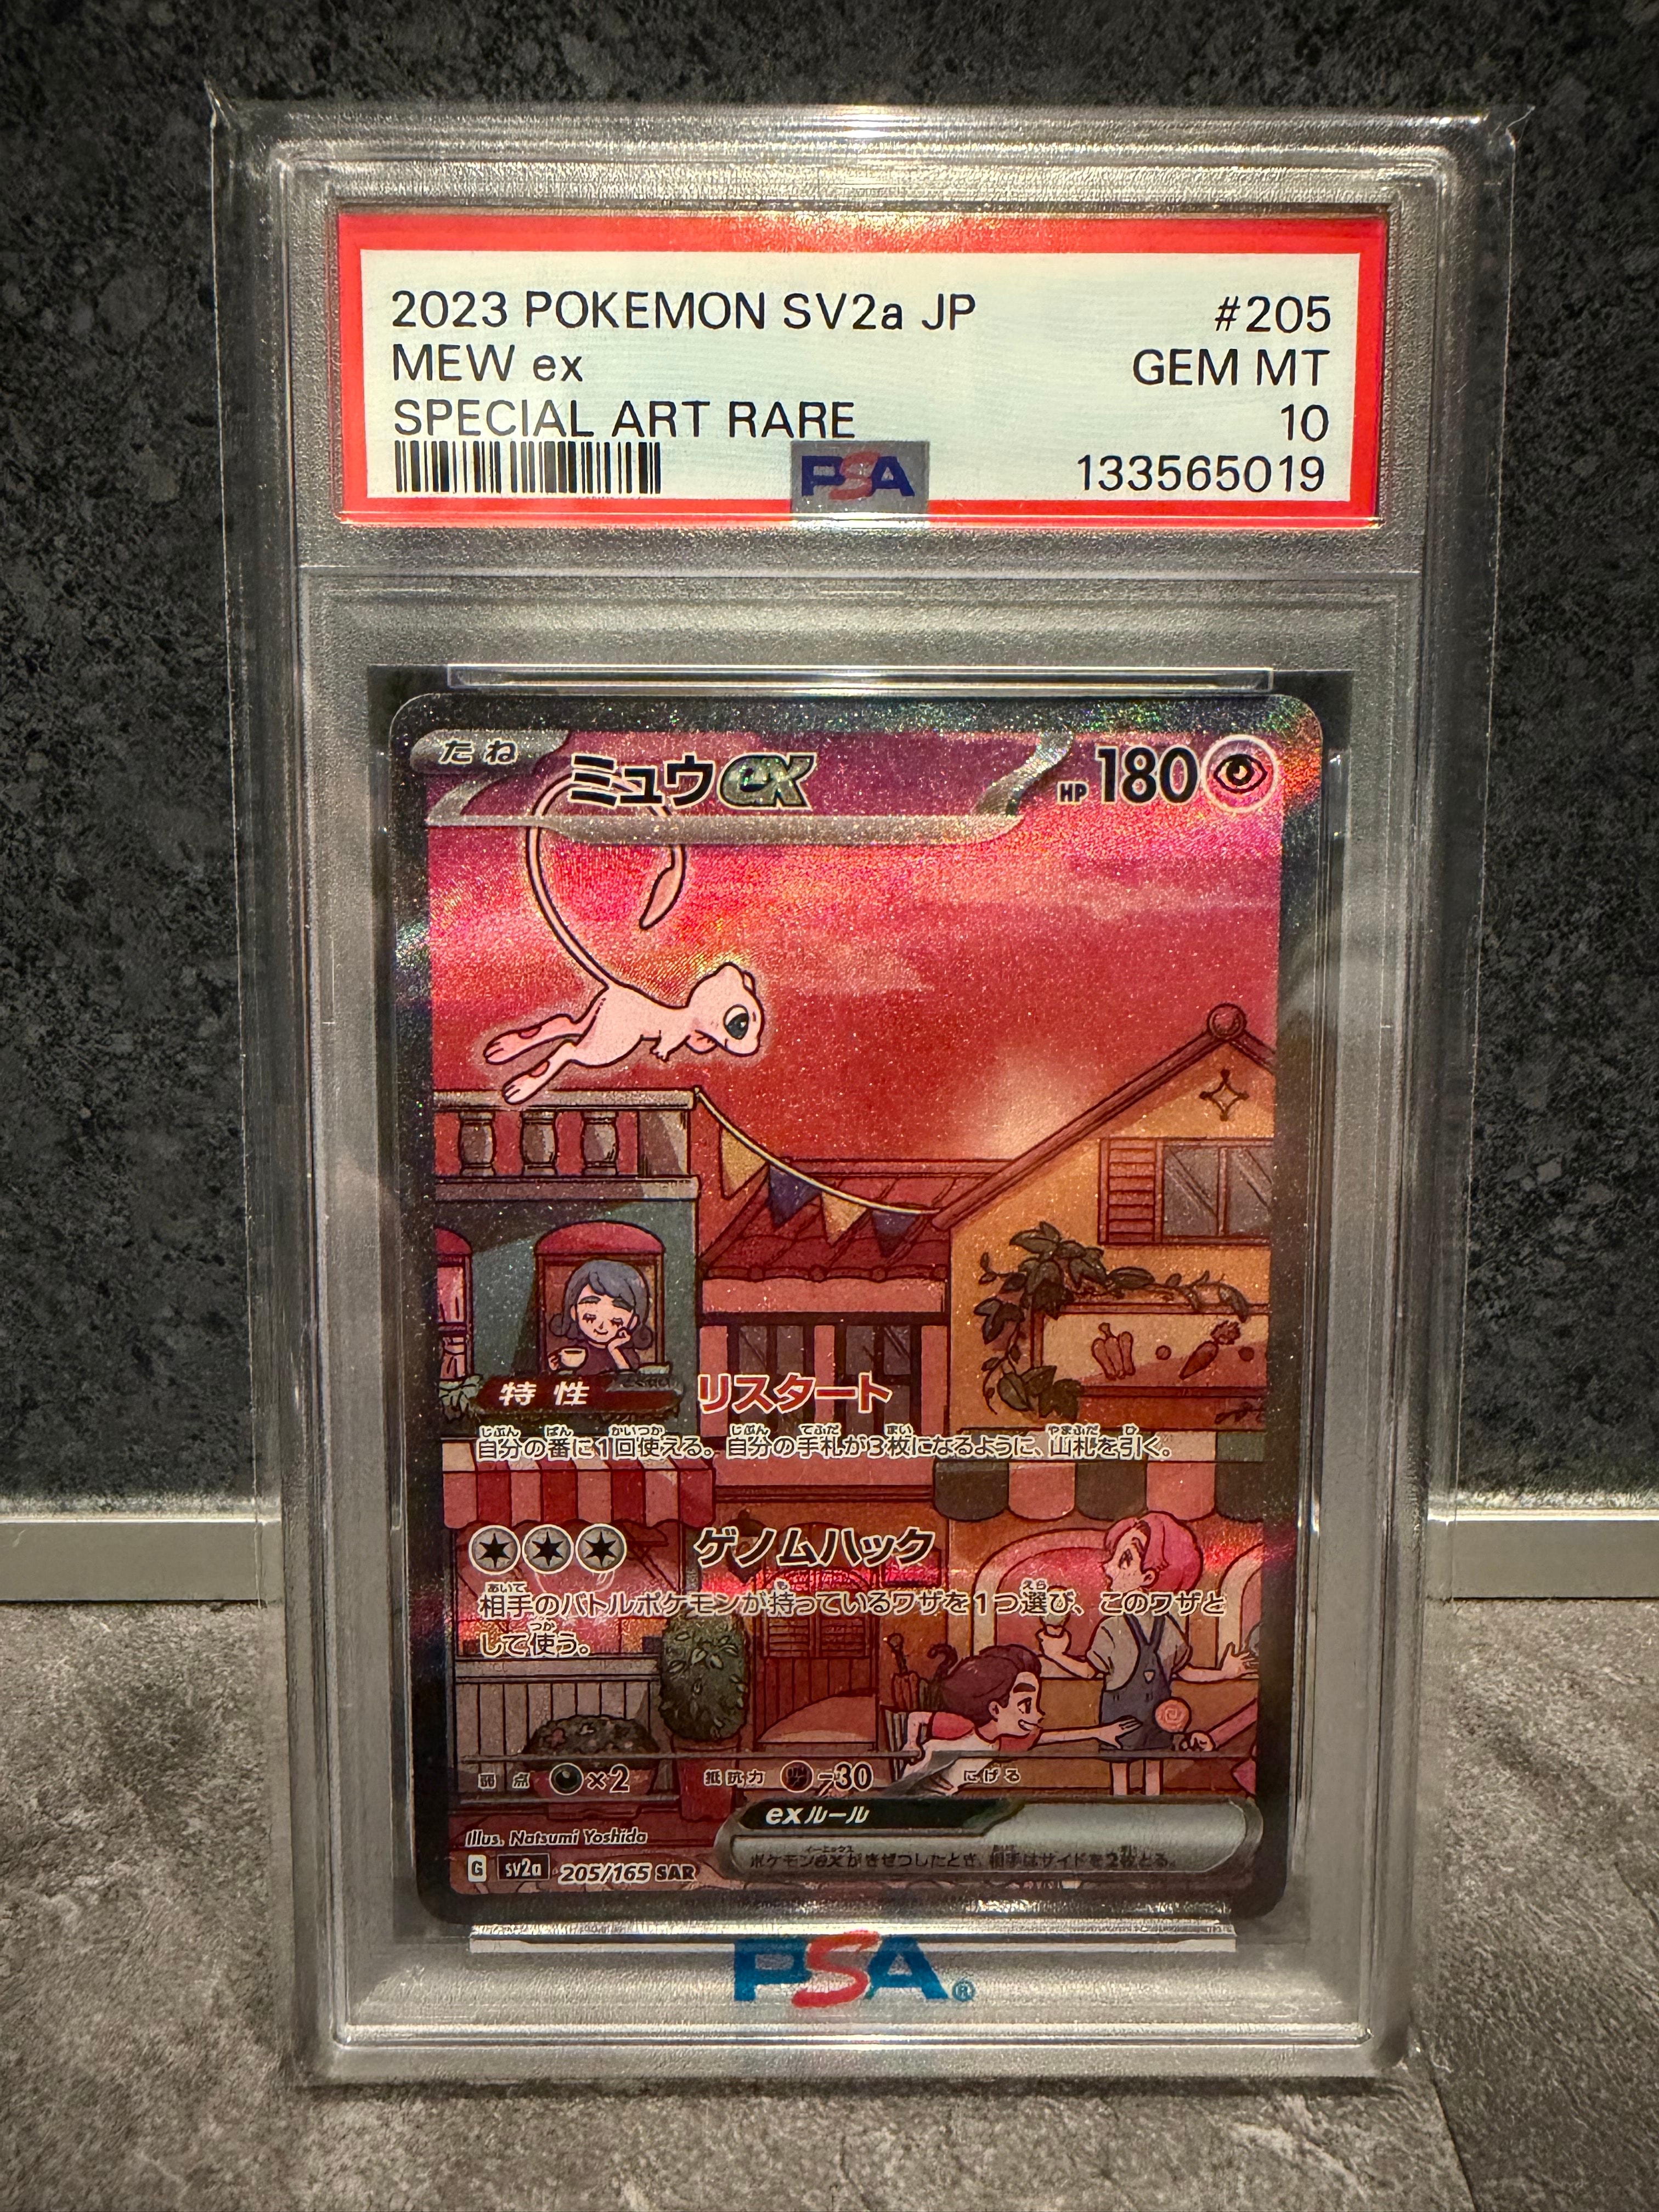 2023 POKEMON SV2a JP #205
MEW ex GEM MT
SPECIAL ART RARE 10
PSA 133565019
たね ミュウex HP 180
特性 リスタート
自分の番に1回使える。自分の手札が3枚になるように、山札を引く。
ゲノムハック
相手のバトルポケモンが持っているワザを1つ選び、このワザと
して使う。
弱点 ×2 抵抗力 -30 にげる
exルール
Illus. Natsumi Yoshida
ポケモンexがきぜつしたとき、相手はサイドを2枚とる。
G sv2a 205/165 SAR
PSA®